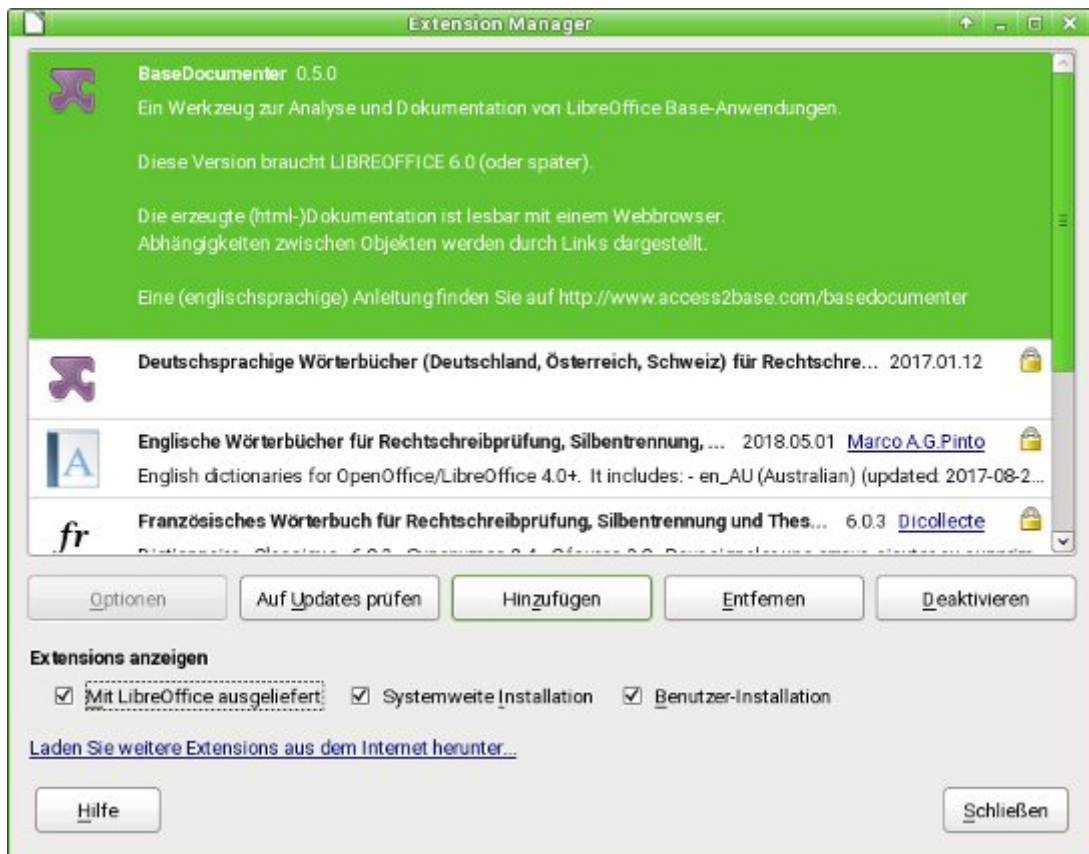 Extension Manager
BaseDocumenter 0.5.0
Ein Werkzeug zur Analyse und Dokumentation von LibreOffice Base-Anwendungen.
Diese Version braucht LIBREOFFICE 6.0 (oder später).
Die erzeugte (html-)Dokumentation ist lesbar mit einem Webbrowser.
Abhängigkeiten zwischen Objekten werden durch Links dargestellt.
Eine (englischsprachige) Anleitung finden Sie auf http://www.access2base.com/basedocumenter
Deutschsprachige Wörterbücher (Deutschland, Österreich, Schweiz) für Rechtschre... 2017.01.12
A
Englische Wörterbücher für Rechtschreibprüfung, Silbentrennung, ... 2018.05.01 Marco A.G.Pinto
English dictionaries for OpenOffice/LibreOffice 4.0+. It includes: - en_AU (Australian) (updated: 2017-08-2...
fr
Französisches Wörterbuch für Rechtschreibprüfung, Silbentrennung und Thes... 6.0.3 Dicollecte
Optionen Auf Updates prüfen Hinzufügen Entfernen Deaktivieren
Extensions anzeigen
Mit LibreOffice ausgeliefert Systemweite Installation Benutzer-Installation
Laden Sie weitere Extensions aus dem Internet herunter...
Hilfe Schließen